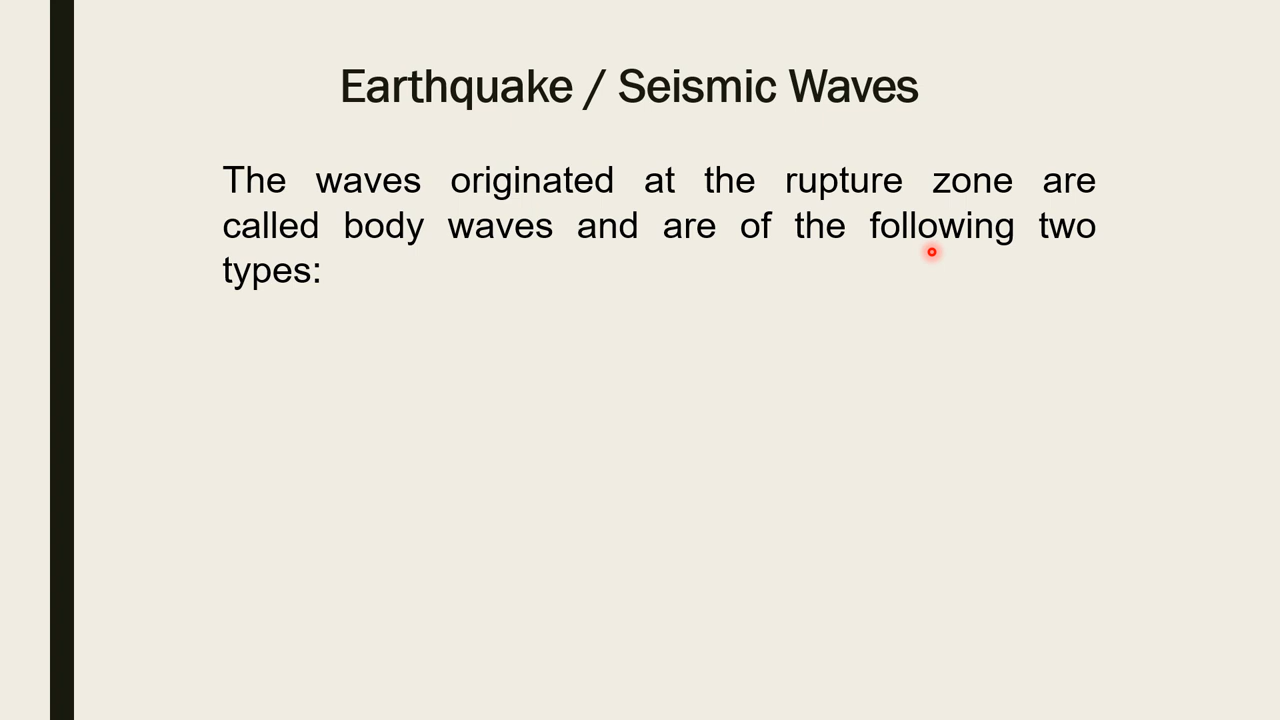 Earthquake / Seismic Waves
The waves originated at the rupture zone are
called body waves and are of the following two
types: